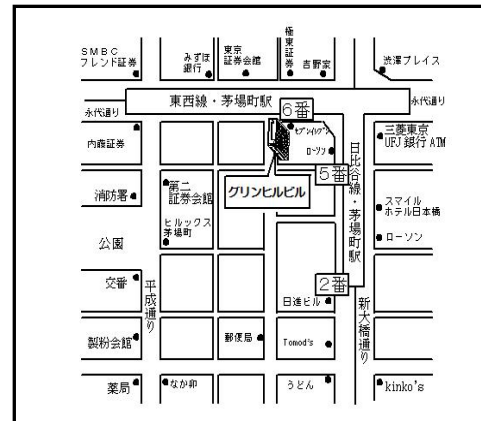 SMBC
フレンド証券
みずほ
銀行
東京
証券会館
極東証券
吉野家
渋澤プレイス
永代通り
東西線・茅場町駅
永代通り
6番
内藤証券
セブンイレブン
ローソン
三菱東京
UFJ銀行ATM
5番
日比谷線・茅場町駅
消防署
第二
証券会館
グリンヒルビル
スマイル
ホテル日本橋
ヒルックス
茅場町
ローソン
公園
2番
交番
平成通り
日進ビル
新大橋通り
製粉会館
郵便局
Tomod's
薬局
なか卯
うどん
kinko's